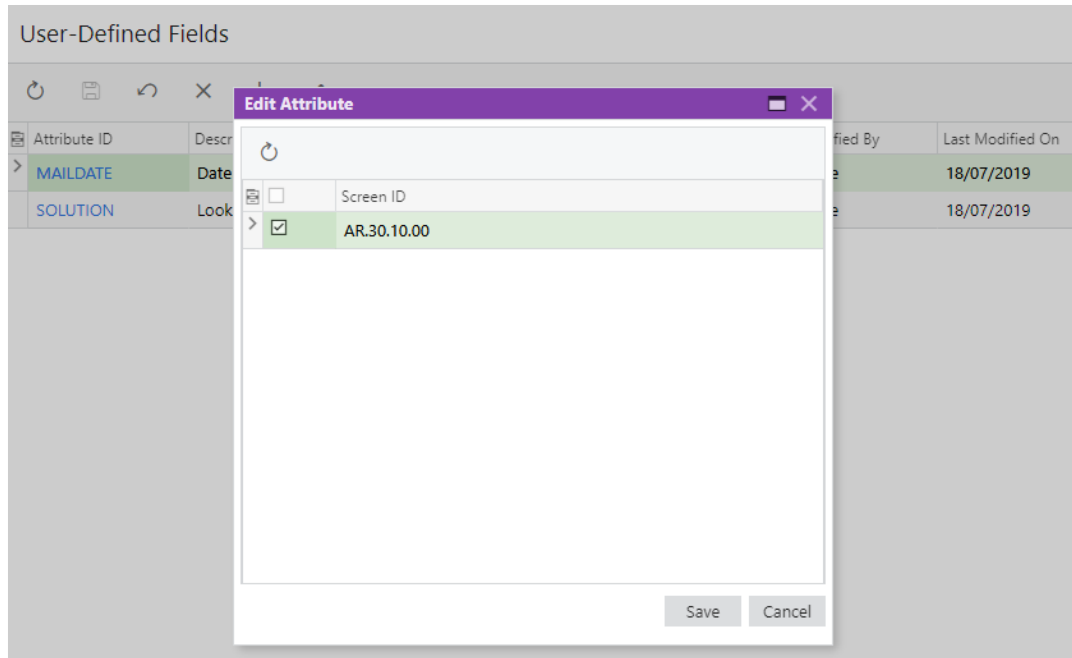 User-Defined Fields
Edit Attribute
Attribute ID Descr fied By Last Modified On
Screen ID
MAILDATE Date 18/07/2019
SOLUTION Look 18/07/2019
AR.30.10.00
Save Cancel